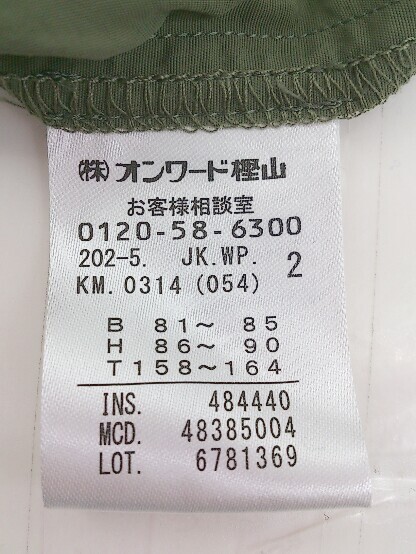 ㈱オンワード樫山
お客様相談室
0120-58-6300
202-5. JK.WP. 2
KM.0314(054)
B 81~ 85
H 86~ 90
T158~164
INS. 484440
MCD. 48385004
LOT. 6781369